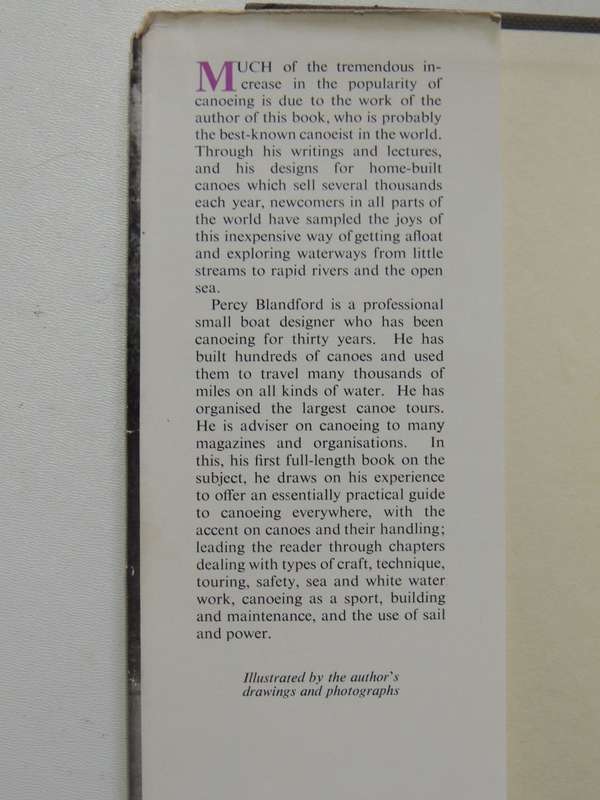 MUCH of the tremendous in-
crease in the popularity of
canoeing is due to the work of the
author of this book, who is probably
the best-known canoeist in the world.
Through his writings and lectures,
and his designs for home-built
canoes which sell several thousands
each year, newcomers in all parts of
the world have sampled the joys of
this inexpensive way of getting afloat
and exploring waterways from little
streams to rapid rivers and the open
sea.
Percy Blandford is a professional
small boat designer who has been
canoeing for thirty years. He has
built hundreds of canoes and used
them to travel many thousands of
miles on all kinds of water. He has
organised the largest canoe tours.
He is adviser on canoeing to many
magazines and organisations. In
this, his first full-length book on the
subject, he draws on his experience
to offer an essentially practical guide
to canoeing everywhere, with the
accent on canoes and their handling;
leading the reader through chapters
dealing with types of craft, technique,
touring, safety, sea and white water
work, canoeing as a sport, building
and maintenance, and the use of sail
and power.
Illustrated by the author's
drawings and photographs